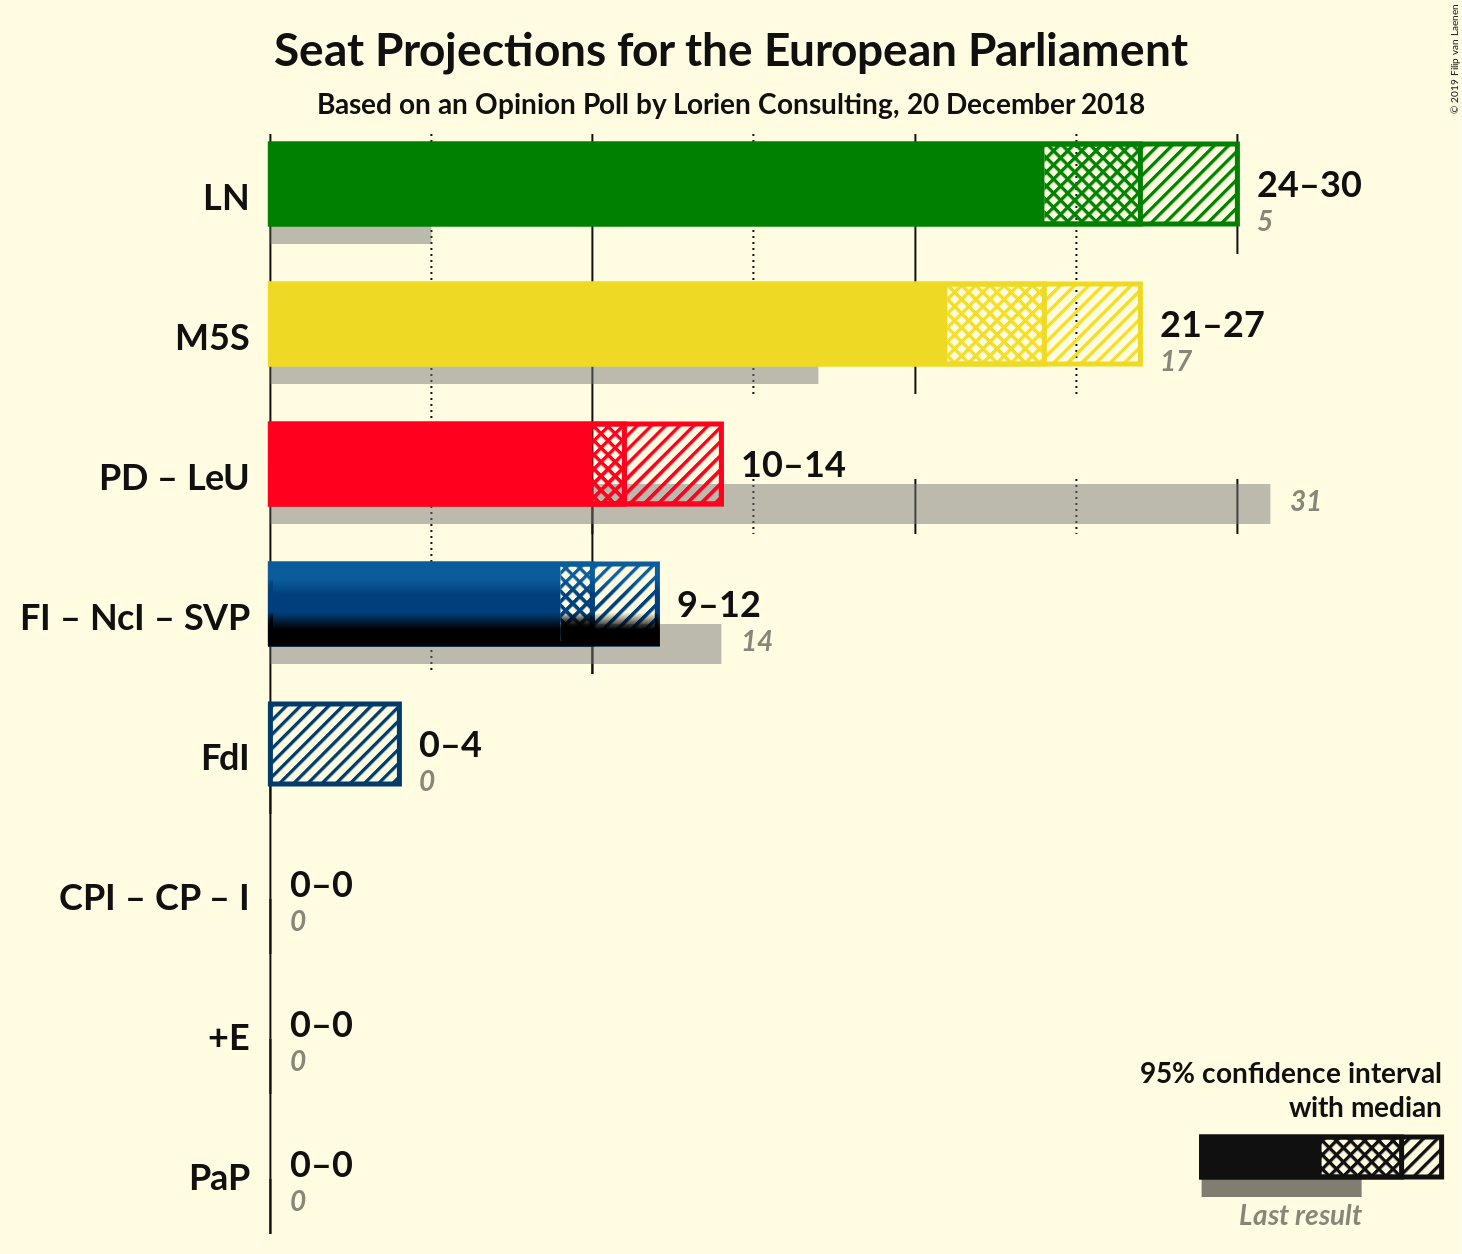 Seat Projections for the European Parliament
Based on an Opinion Poll by Lorien Consulting, 20 December 2018
© 2019 Filip van Laenen
LN
24–30
5
M5S
21–27
17
PD – LeU
10–14
31
FI – NcI – SVP
9–12
14
FdI
0–4
0
CPI – CP – I
0–0
0
+E
0–0
0
PaP
0–0
0
95% confidence interval
with median
Last result